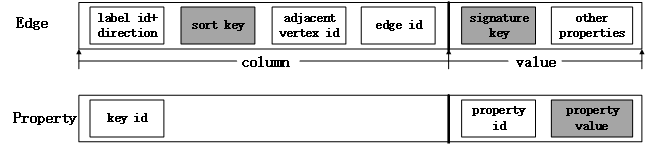 Edge
label id+
direction
sort key
adjacent
vertex id
edge id
signature
key
other
properties
column
value
Property
key id
property
id
property
value